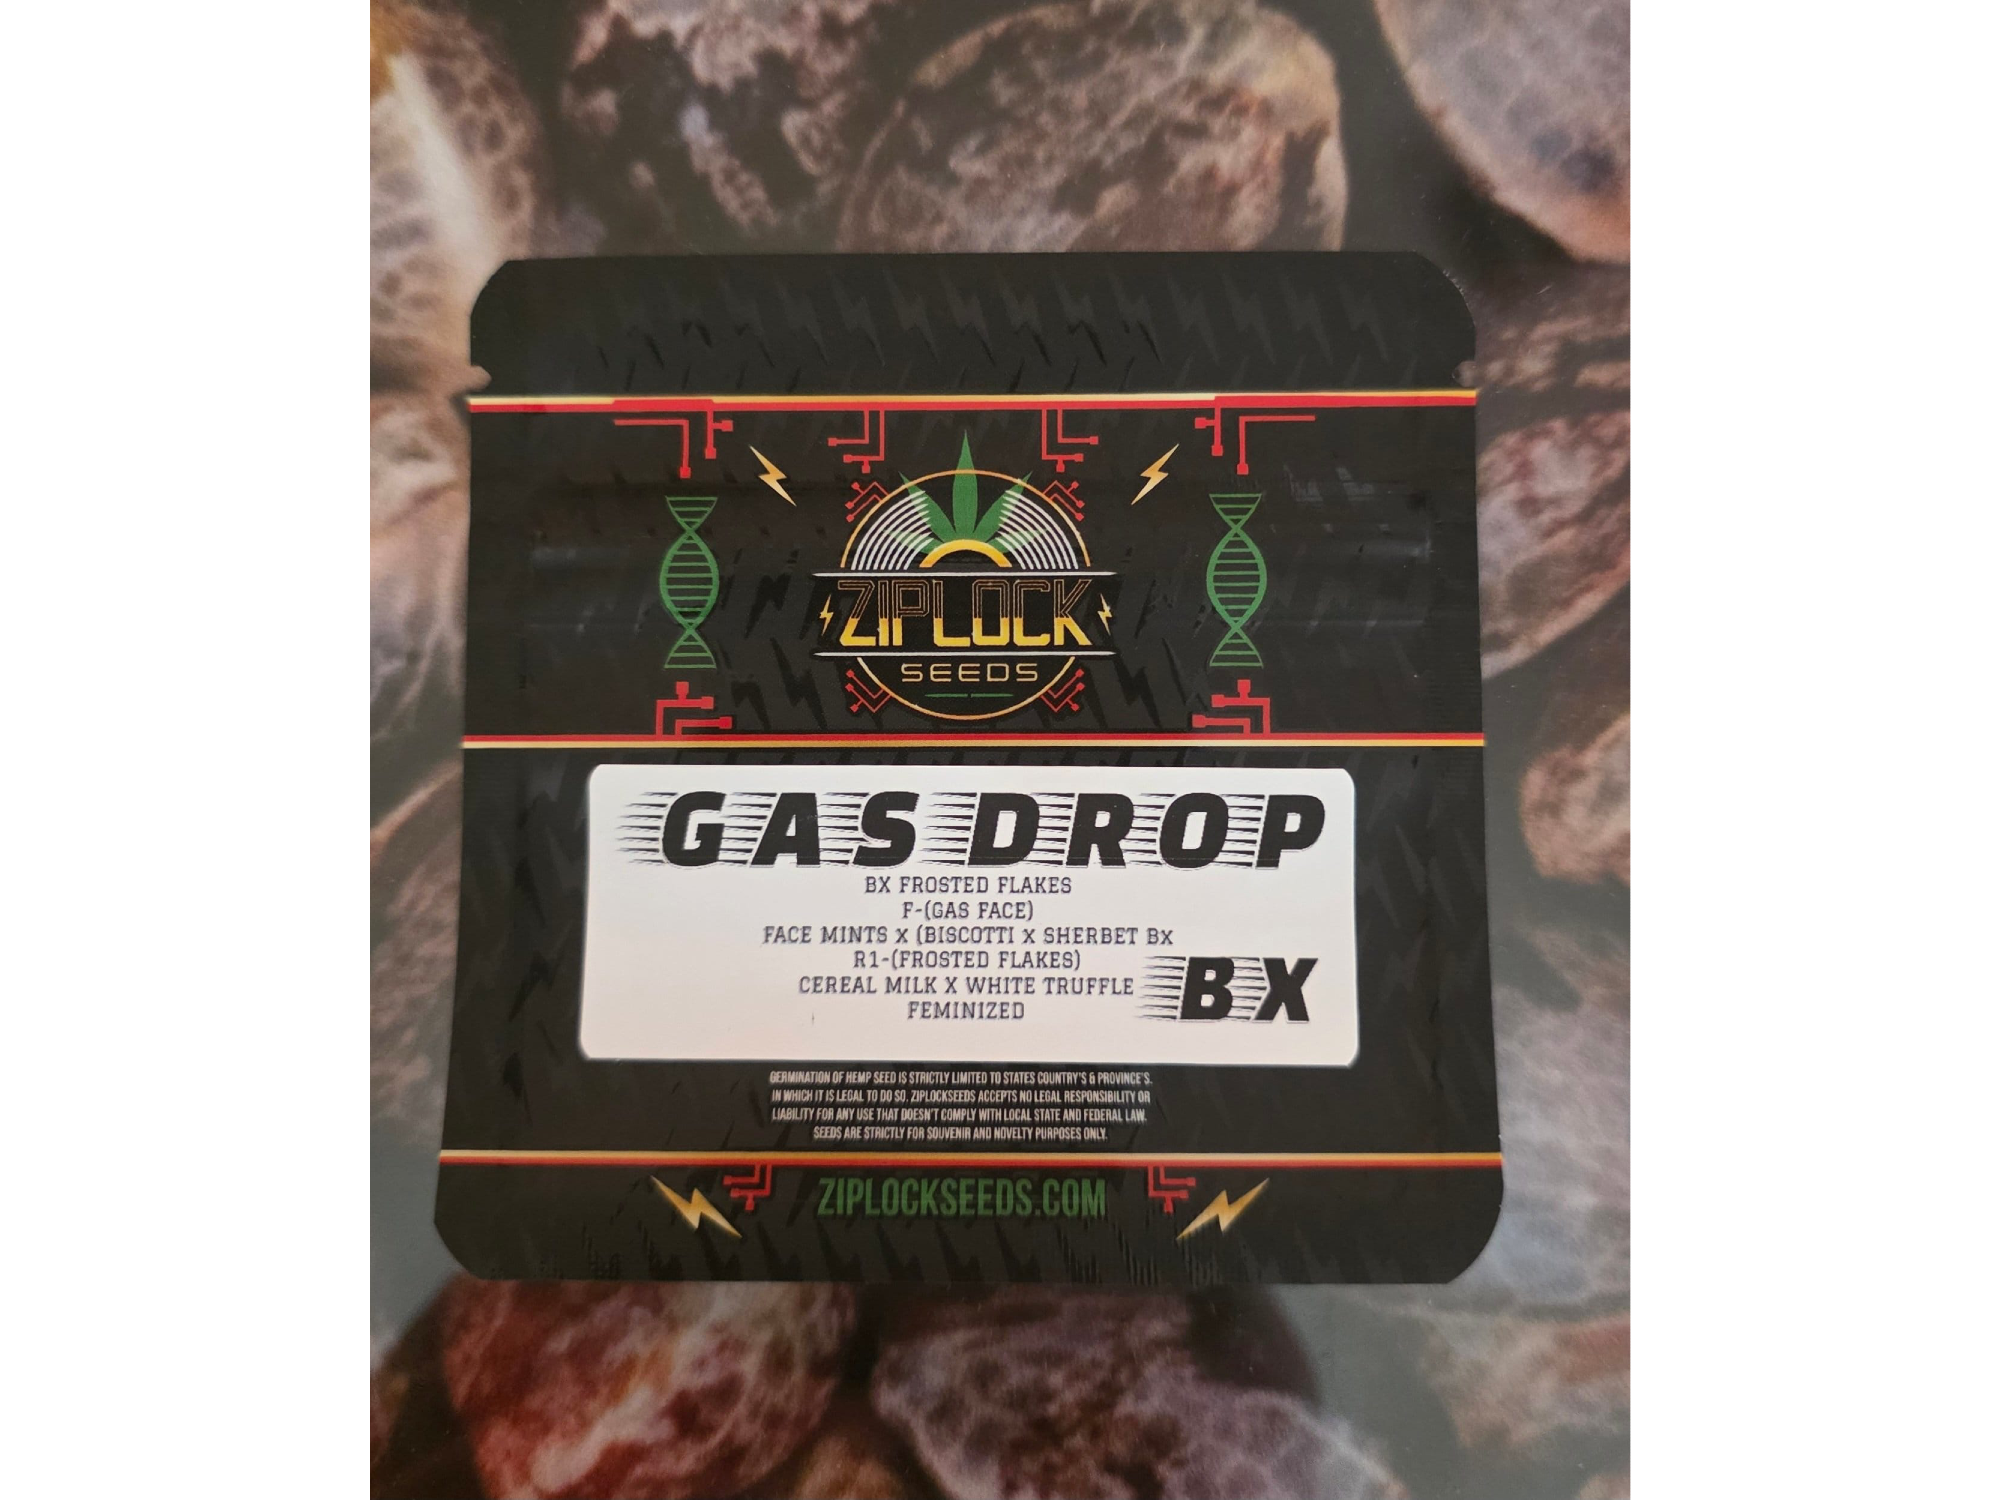 ZIPLOCK
SEEDS
GAS DROP
BX FROSTED FLAKES
F-(GAS FACE)
FACE MINTS X (BISCOTTI X SHERBET BX
R1-(FROSTED FLAKES)
CEREAL MILK X WHITE TRUFFLE
FEMINIZED
BX
GERMINATION OF HEMP SEED IS STRICTLY LIMITED TO STATES COUNTRY'S & PROVINCE'S.
IN WHICH IT IS LEGAL TO DO SO. ZIPLOCKSEEDS ACCEPTS NO LEGAL RESPONSIBILITY OR
LIABILITY FOR ANY USE THAT DOESN'T COMPLY WITH LOCAL STATE AND FEDERAL LAW.
SEEDS ARE STRICTLY FOR SOUVENIR AND NOVELTY PURPOSES ONLY.
ZIPLOCKSEEDS.COM